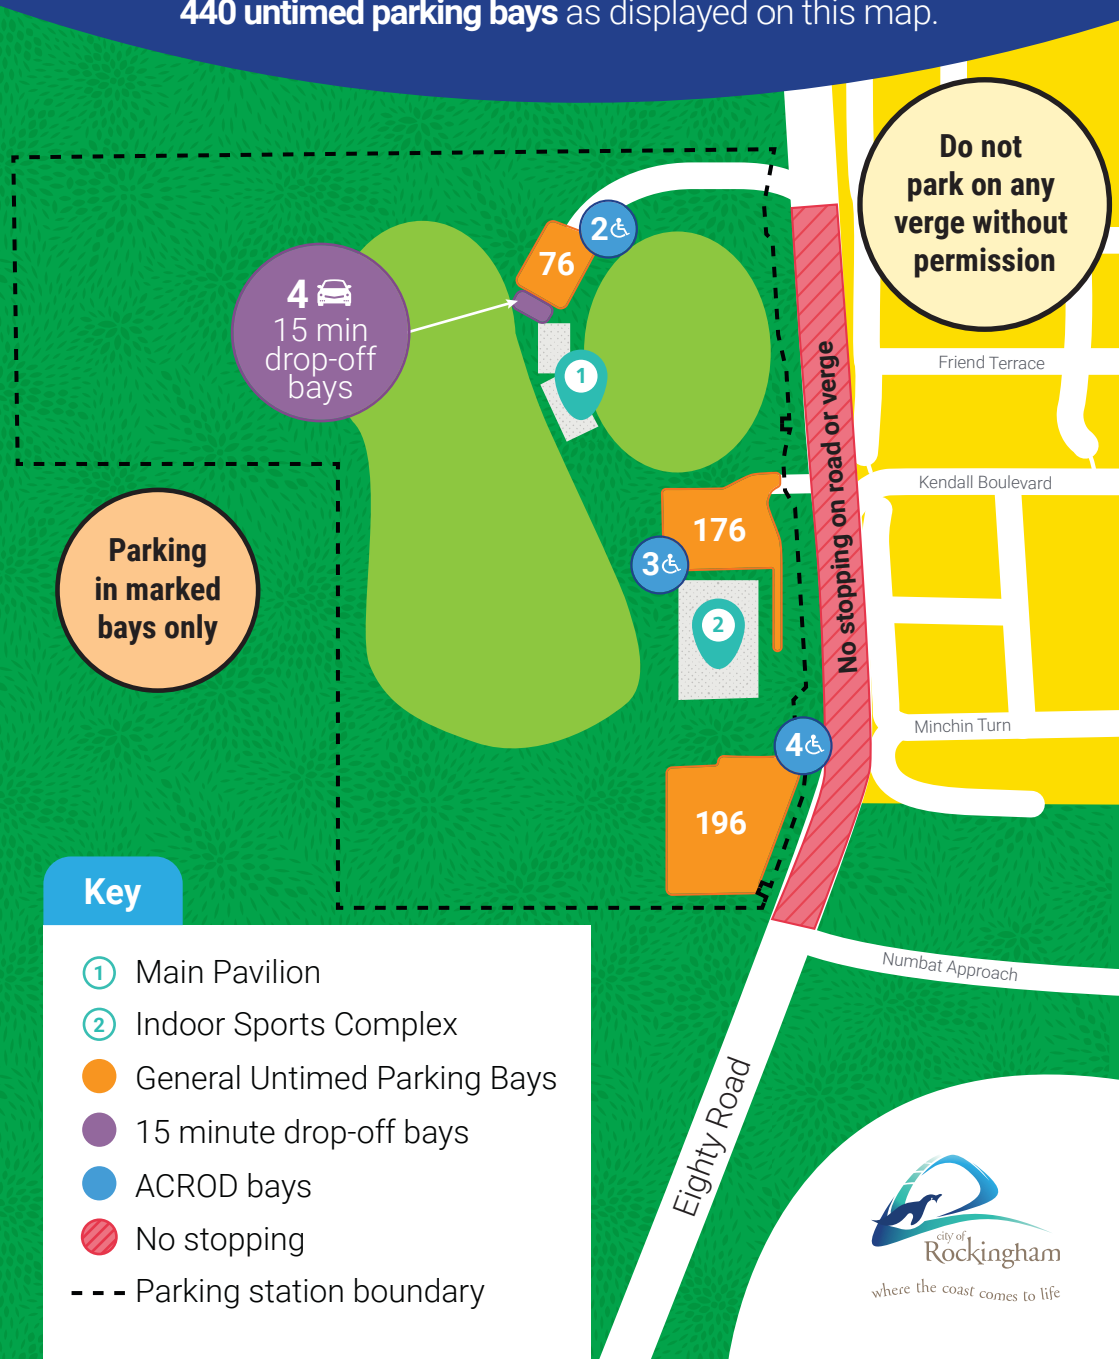 440 untimed parking bays as displayed on this map.
Do not
park on any
verge without
permission
2
76
4
15 min
drop-off
bays
1
No stopping on road or verge
Friend Terrace
Kendall Boulevard
176
3
Parking
in marked
bays only
2
Minchin Turn
4
196
Key
1 Main Pavilion
2 Indoor Sports Complex
General Untimed Parking Bays
15 minute drop-off bays
ACROD bays
No stopping
Parking station boundary
Numbat Approach
Eighty Road
city of
Rockingham
where the coast comes to life